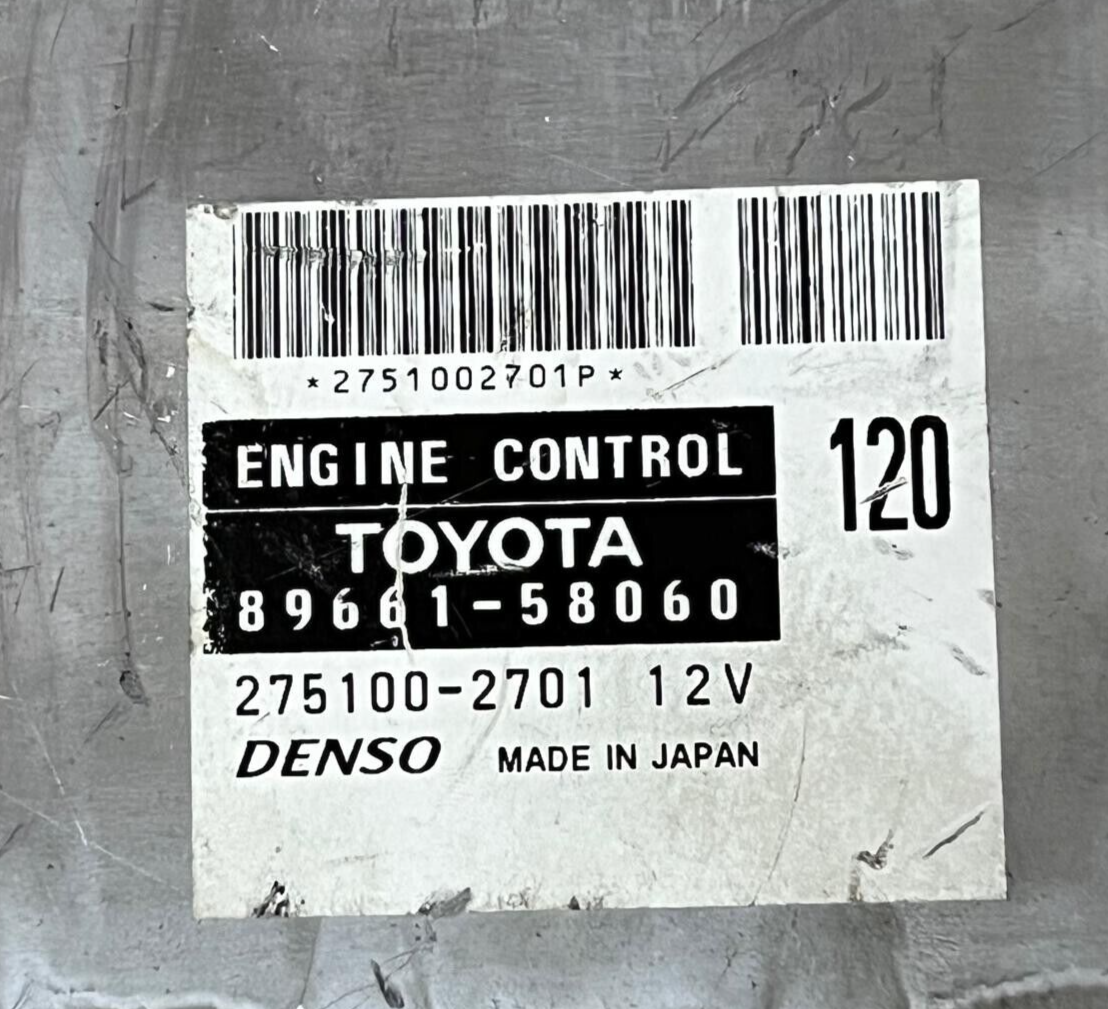 *2751002701P*
ENGINE CONTROL
120
TOYOTA
89661-58060
275100-2701 12V
DENSO MADE IN JAPAN